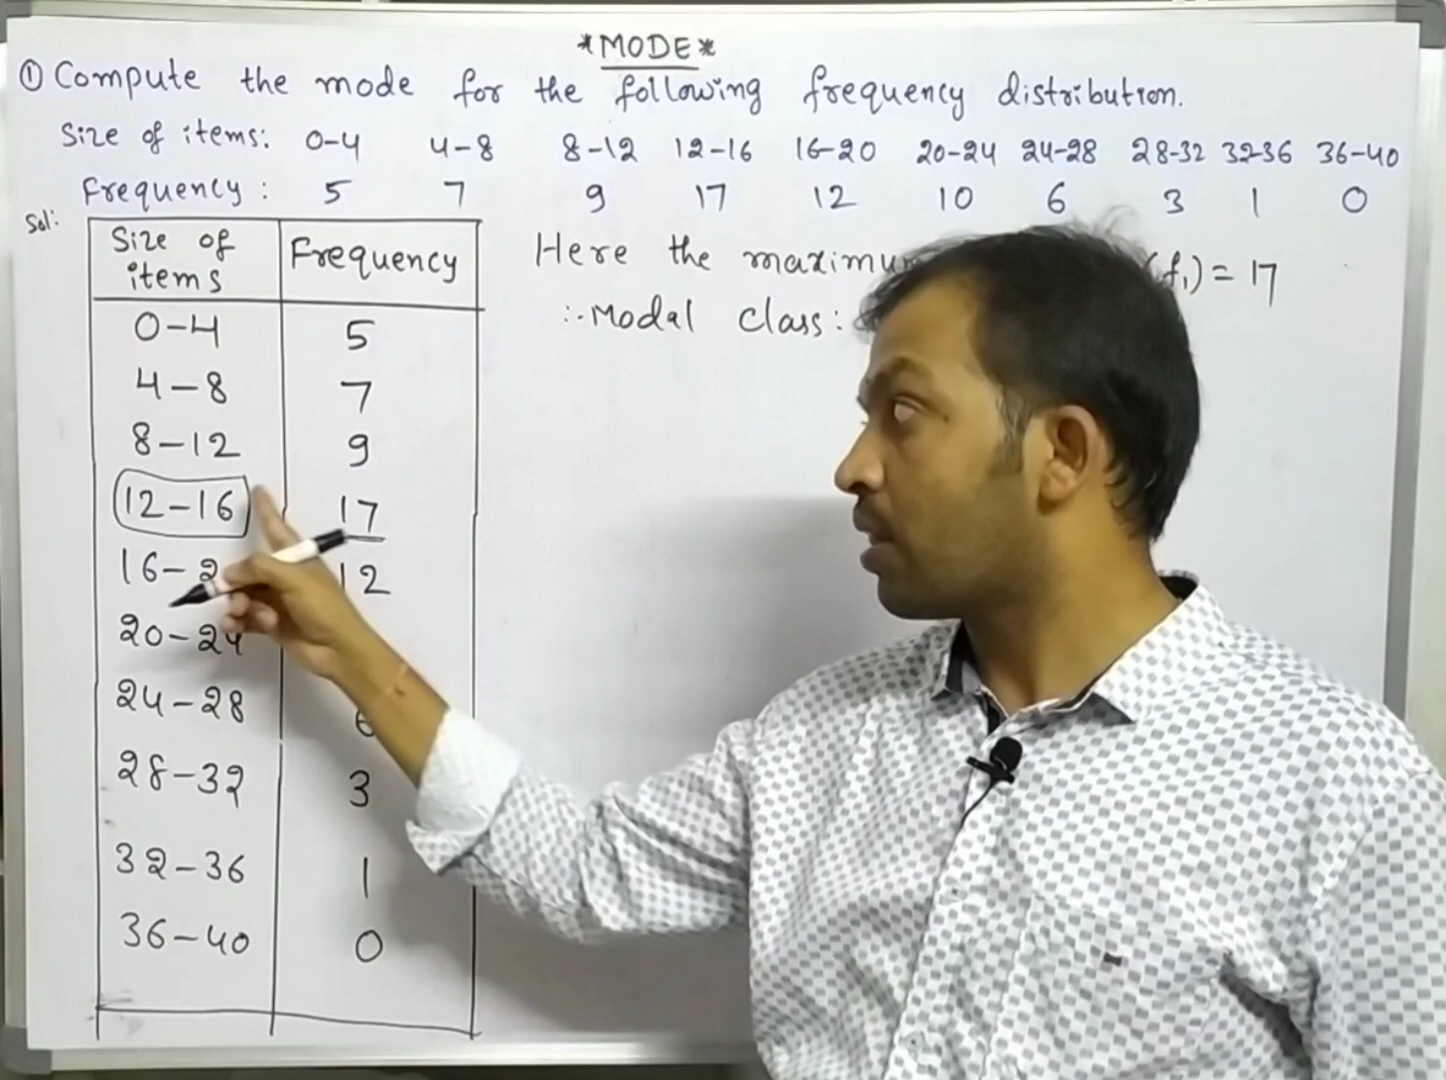 *MODE*
① Compute the mode for the following frequency distribution.
Size of items: 0-4 4-8 8-12 12-16 16-20 20-24 24-28 28-32 32-36 36-40
Frequency: 5 7 9 17 12 10 6 3 1 0
Sol:
Size of items Frequency
0-4 5
4-8 7
8-12 9
12-16 17
16-2 12
20-24
24-28
28-32 3
32-36 1
36-40 0
Here the maximum (f₁) = 17
∴ Modal class: